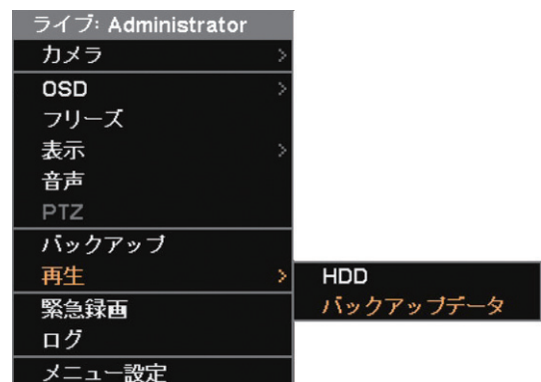 ライブ: Administrator
カメラ >
OSD >
フリーズ
表示 >
音声
PTZ
バックアップ
再生 >
HDD
バックアップデータ
緊急録画
ログ
メニュー設定